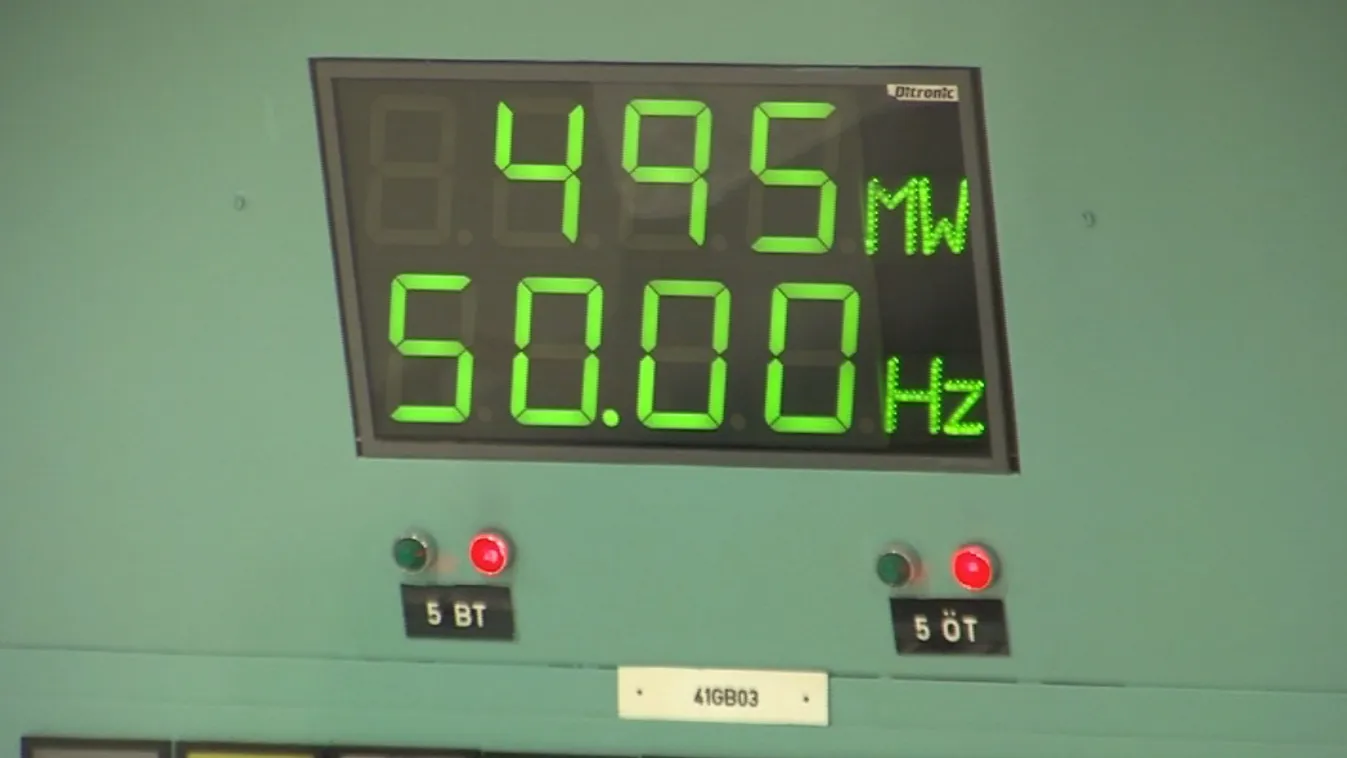 Ditronic
495 MW
50.00 Hz
5 BT
5 ÖT
41GB03